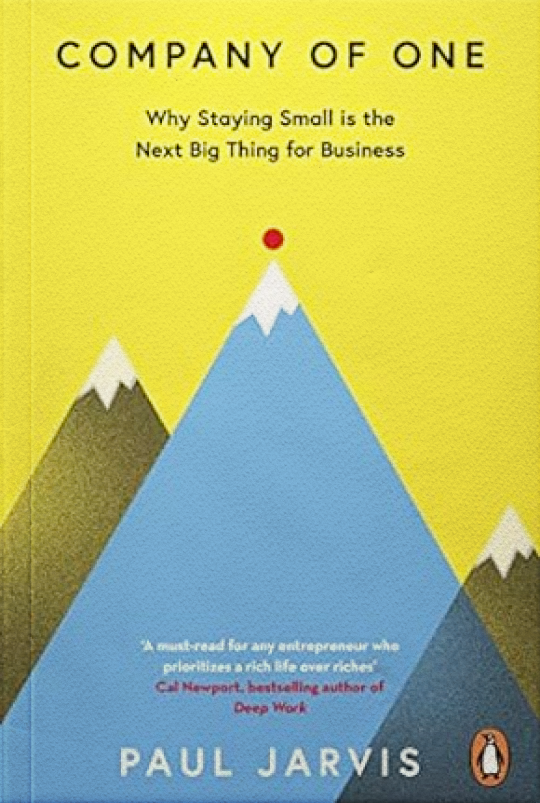 COMPANY OF ONE
Why Staying Small is the
Next Big Thing for Business
'A must-read for any entrepreneur who
prioritizes a rich life over riches'
Cal Newport, bestselling author of
Deep Work
PAUL JARVIS